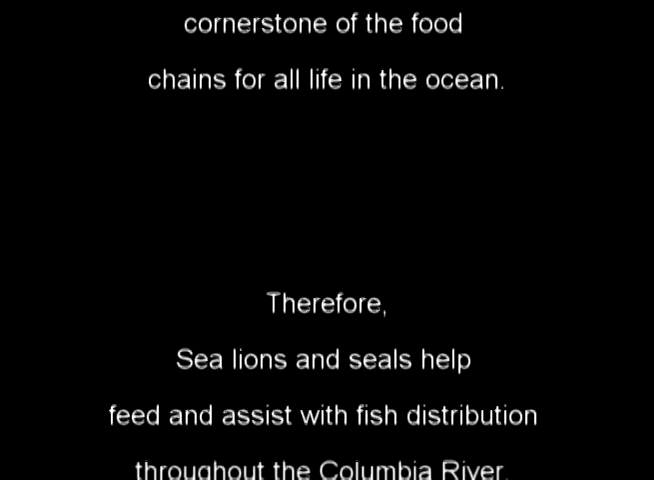 cornerstone of the food
chains for all life in the ocean.
Therefore,
Sea lions and seals help
feed and assist with fish distribution
throughout the Columbia River.